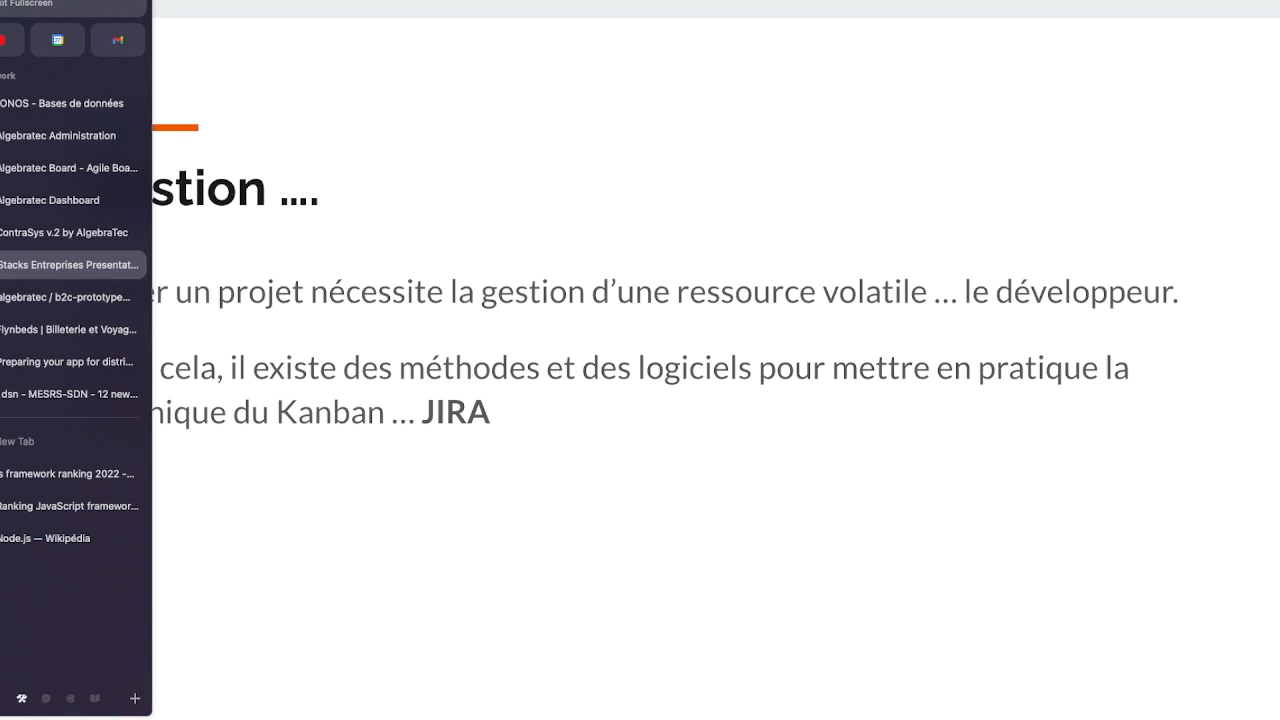 xit Fullscreen
work
ONOS - Bases de données
Algebratec Administration
Algebratec Board - Agile Boa...
Algebratec Dashboard
ContraSys v.2 by AlgebraTec
Stacks Entreprises Presentat...
algebratec / b2c-prototype...
Flynbeds | Billeterie et Voyag...
Preparing your app for distri...
dsn - MESRS-SDN - 12 new...
New Tab
s framework ranking 2022 -...
Ranking JavaScript framewor...
Node.js — Wikipédia
stion ....
er un projet nécessite la gestion d’une ressource volatile … le développeur.
cela, il existe des méthodes et des logiciels pour mettre en pratique la
nique du Kanban … JIRA